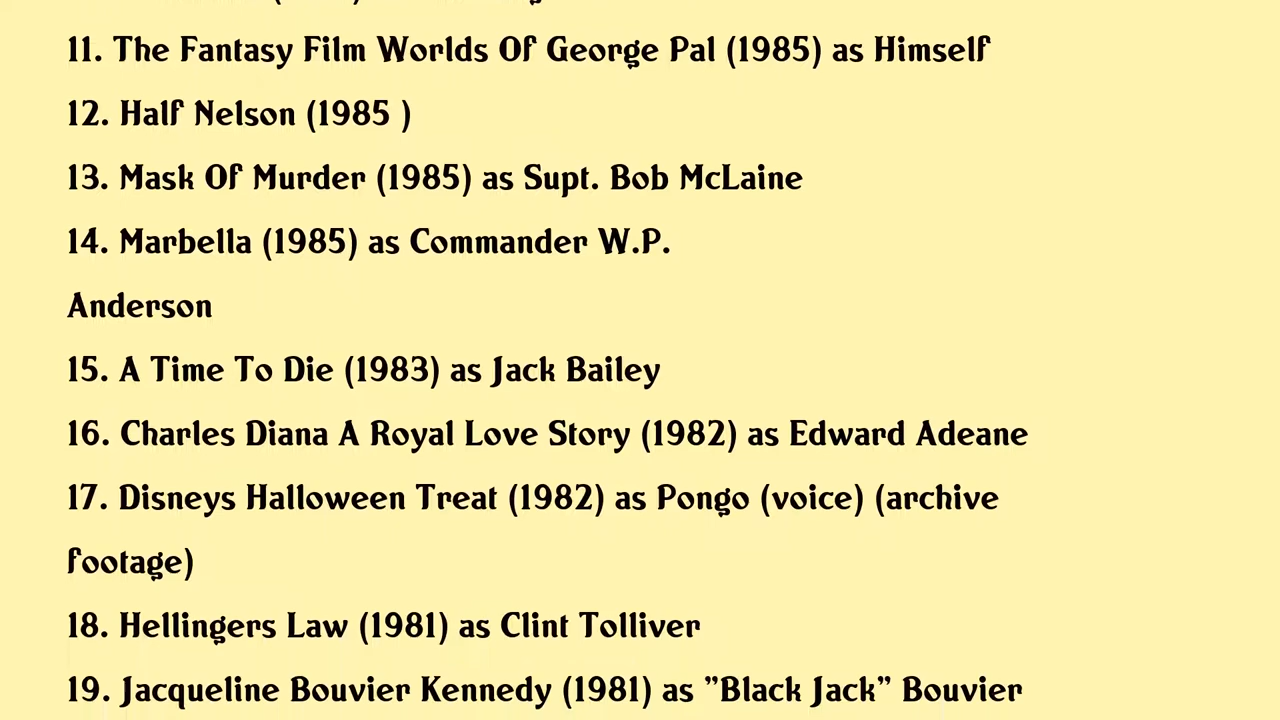 11. The Fantasy Film Worlds Of George Pal (1985) as Himself
12. Half Nelson (1985 )
13. Mask Of Murder (1985) as Supt. Bob McLaine
14. Marbella (1985) as Commander W.P.
Anderson
15. A Time To Die (1983) as Jack Bailey
16. Charles Diana A Royal Love Story (1982) as Edward Adeane
17. Disneys Halloween Treat (1982) as Pongo (voice) (archive
footage)
18. Hellingers Law (1981) as Clint Tolliver
19. Jacqueline Bouvier Kennedy (1981) as "Black Jack" Bouvier